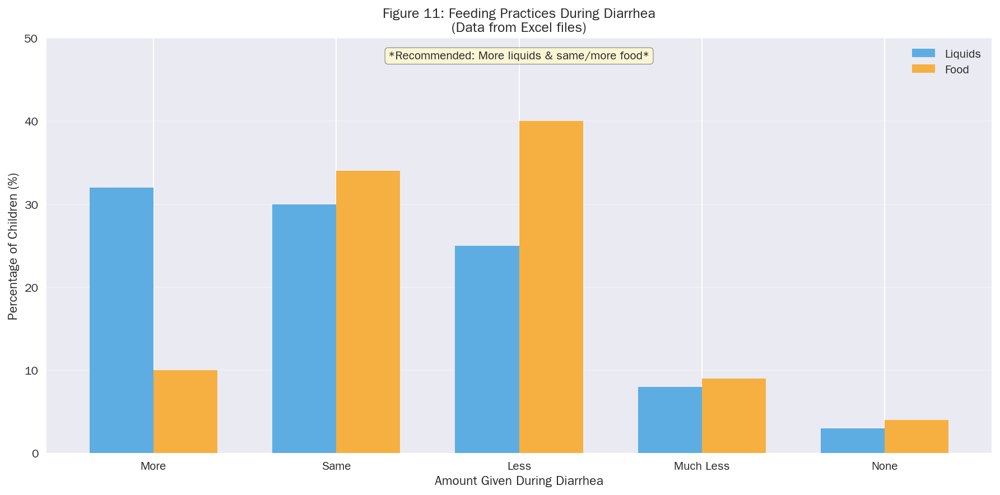 Figure 11: Feeding Practices During Diarrhea
(Data from Excel files)
*Recommended: More liquids & same/more food*
Liquids
Food
Percentage of Children (%)
50
40
30
20
10
0
More
Same
Less
Much Less
None
Amount Given During Diarrhea